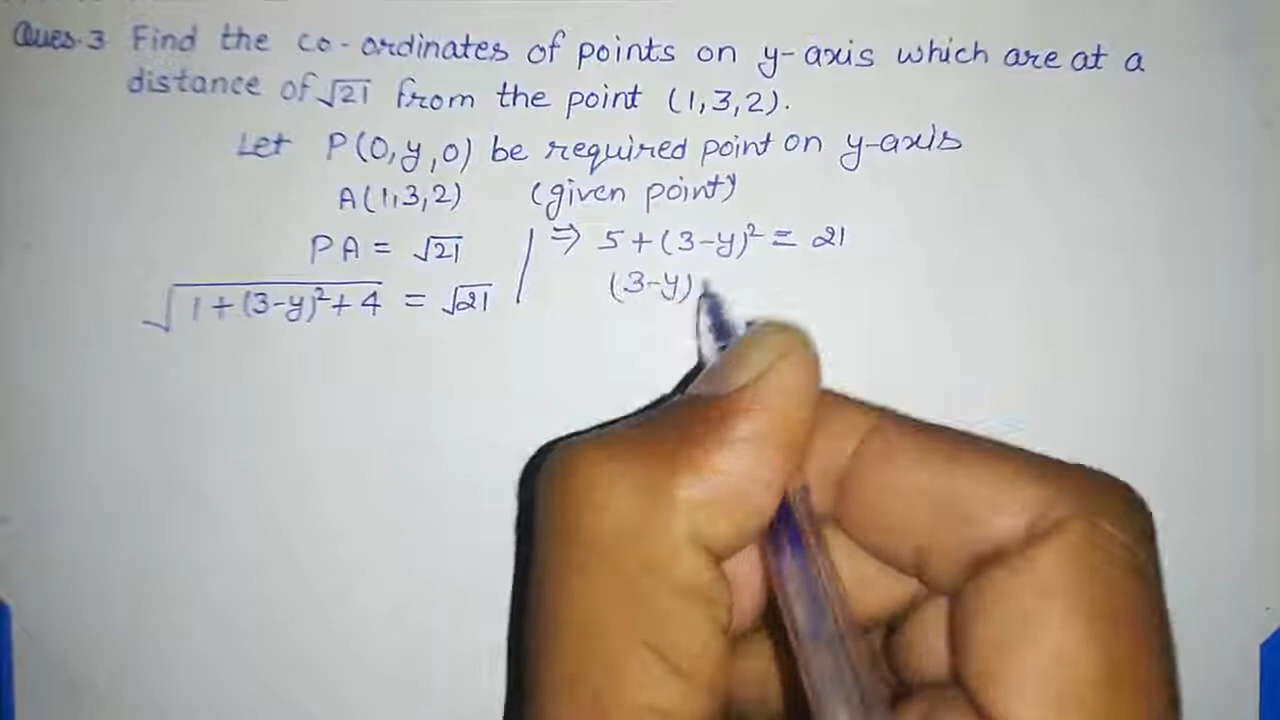 Ques.3 Find the co-ordinates of points on y-axis which are at a
distance of √21 from the point (1,3,2).
Let P(0,y,0) be required point on y-axis
A(1,3,2) (given point)
PA = √21
√(1+(3-y)²+4) = √21
⇒ 5+(3-y)² = 21
(3-y)